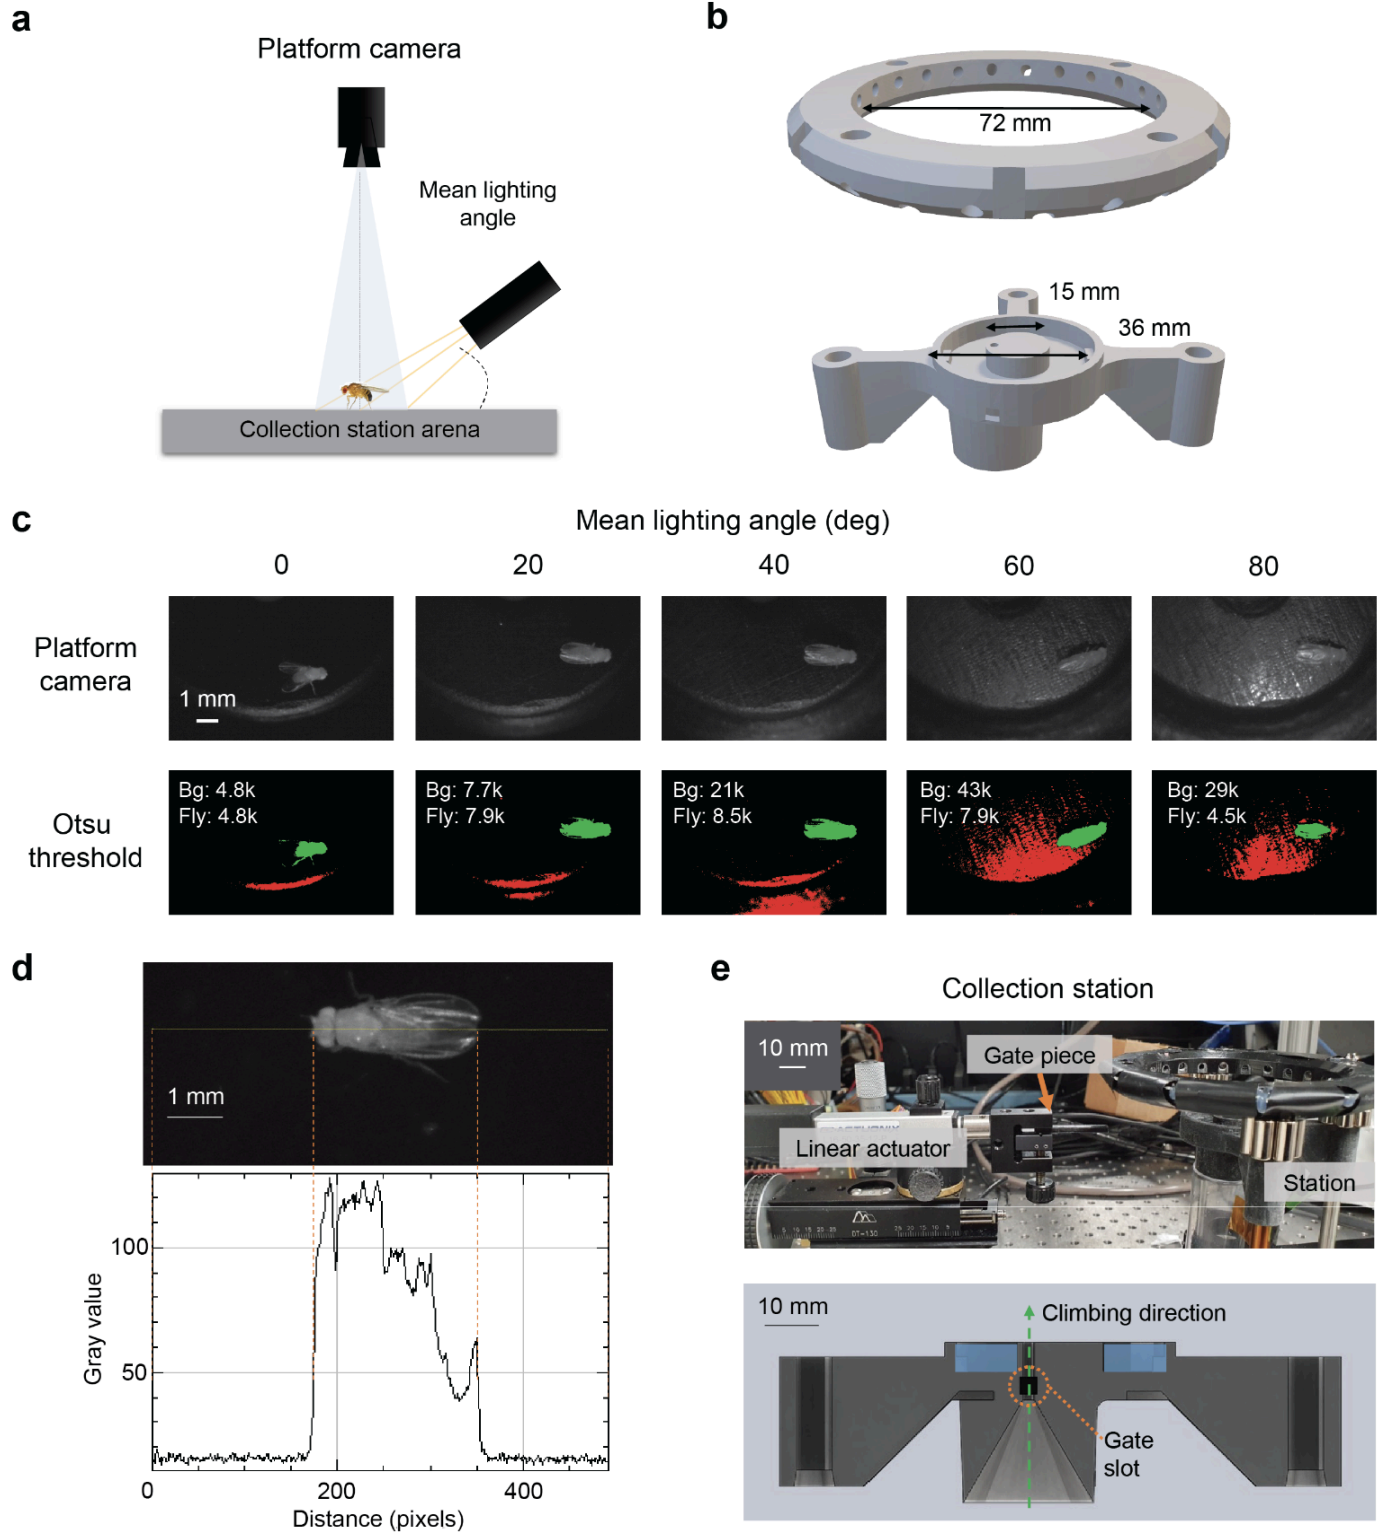 a
Platform camera
Mean lighting
angle
Collection station arena
b
72 mm
15 mm
36 mm
c
Mean lighting angle (deg)
0 20 40 60 80
Platform
camera
1 mm
Otsu
threshold
Bg: 4.8k
Fly: 4.8k
Bg: 7.7k
Fly: 7.9k
Bg: 21k
Fly: 8.5k
Bg: 43k
Fly: 7.9k
Bg: 29k
Fly: 4.5k
d
1 mm
100
50
Gray value
0 200 400
Distance (pixels)
e
Collection station
10 mm
Gate piece
Linear actuator
Station
DT-130
10 mm
Climbing direction
Gate
slot